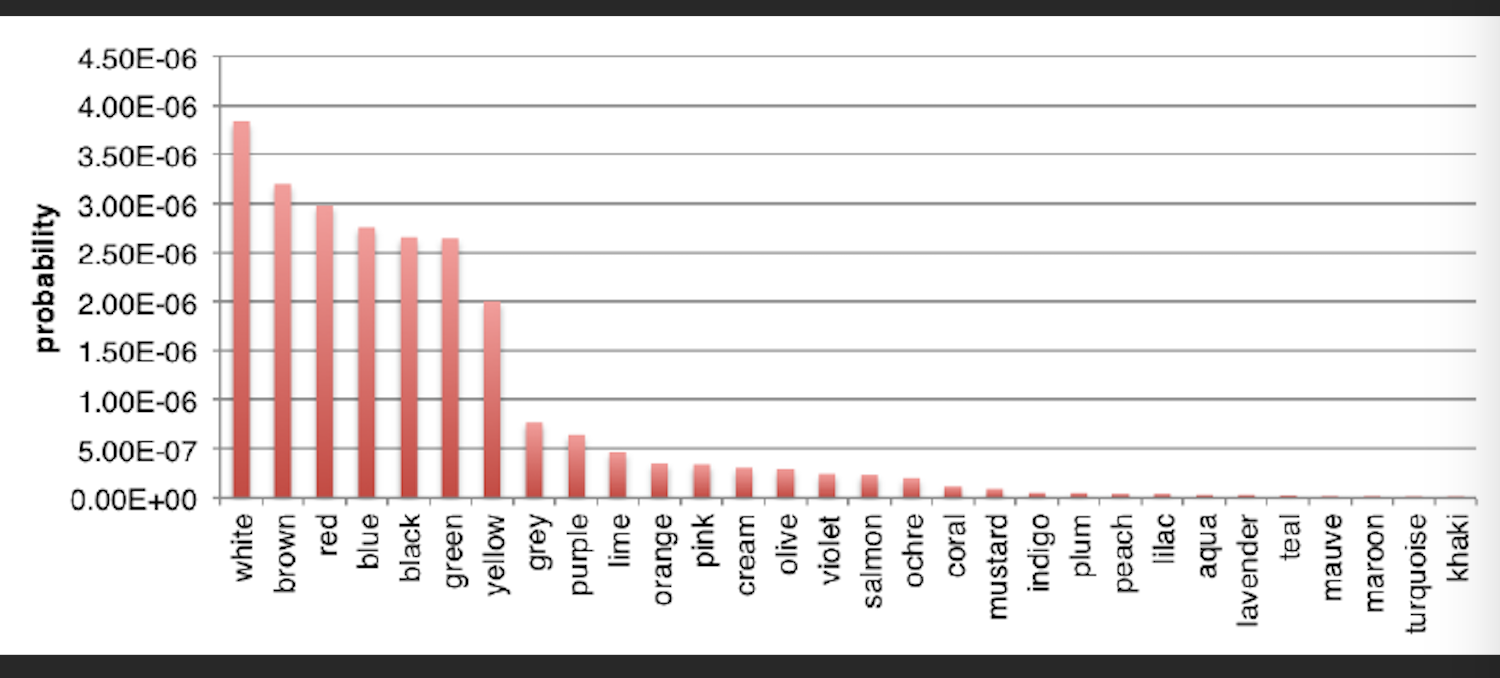 4.50E-06
4.00E-06
3.50E-06
3.00E-06
2.50E-06
2.00E-06
1.50E-06
1.00E-06
5.00E-07
0.00E+00
probability
white
brown
red
blue
black
green
yellow
grey
purple
lime
orange
pink
cream
olive
violet
salmon
ochre
coral
mustard
indigo
plum
peach
lilac
aqua
lavender
teal
mauve
maroon
turquoise
khaki